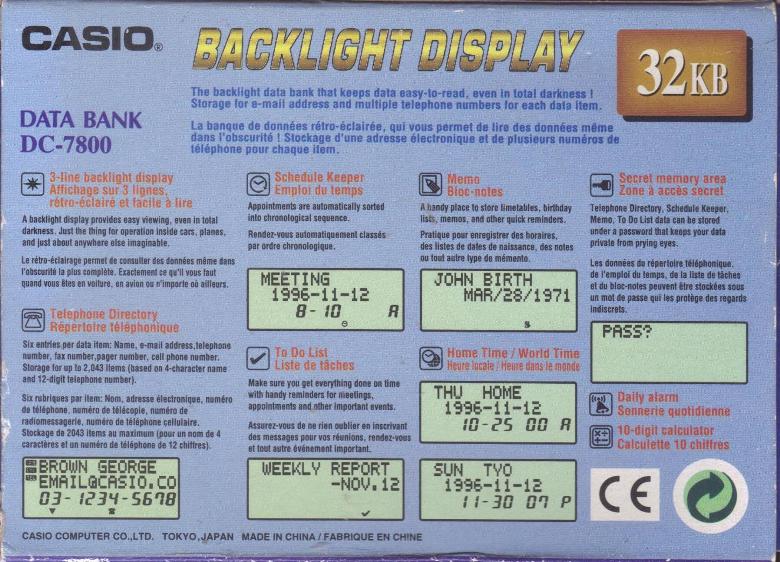 CASIO®
BACKLIGHT DISPLAY
32KB
DATA BANK
DC-7800
The backlight data bank that keeps data easy-to-read, even in total darkness !
Storage for e-mail address and multiple telephone numbers for each data item.
La banque de données rétro-éclairée, qui vous permet de lire des données même
dans l'obscurité ! Stockage d'une adresse électronique et de plusieurs numéros de
téléphone pour chaque item.
3-line backlight display
Affichage sur 3 lignes,
rétro-éclairé et facile à lire
A backlight display provides easy viewing, even in total
darkness. Just the thing for operation inside cars, planes,
and just about anywhere else imaginable.
Le rétro-éclairage permet de consulter des données même dans
l'obscurité la plus complète. Exactement ce qu'il vous faut
quand vous êtes en voiture, en avion ou n'importe où ailleurs.
Telephone Directory
Répertoire téléphonique
Six entries per data item: Name, e-mail address,telephone
number, fax number,pager number, cell phone number.
Storage for up to 2,043 items (based on 4-character name
and 12-digit telephone number).
Six rubriques par item: Nom, adresse électronique, numéro
de téléphone, numéro de télécopie, numéro de
radiomessagerie, numéro de téléphone cellulaire.
Stockage de 2043 items au maximum (pour un nom de 4
caractères et un numéro de téléphone de 12 chiffres).
BROWN GEORGE
EMAIL@CASIO.CO
03-1234-5678
Schedule Keeper
Emploi du temps
Appointments are automatically sorted
into chronological sequence.
Rendez-vous automatiquement classés
par ordre chronologique.
MEETING
1996-11-12
8-10 A
To Do List
Liste de tâches
Make sure you get everything done on time
with handy reminders for meetings,
appointments and other important events.
Assurez-vous de ne rien oublier en inscrivant
des messages pour vos réunions, rendez-vous
et tout autre événement important.
WEEKLY REPORT
-NOV.12
Memo
Bloc-notes
A handy place to store limetables, birthday
lists, memos, and other quick reminders.
Pratique pour enregistrer des horaires,
des listes de dates de naissance, des notes
ou tout autre type de mémento.
JOHN BIRTH
MAR/28/1971
Home Time / World Time
Heure locale / Heure dans le monde
THU HOME
1996-11-12
10-25 00 A
SUN TYO
1996-11-12
11-30 07 P
Secret memory area
Zone à accès secret
Telephone Directory, Schedule Keeper,
Memo, To Do List data can be stored
under a password that keeps your data
private from prying eyes.
Les données du répertoire téléphonique,
de l'emploi du temps, de la liste de tâches
et du bloc-notes peuvent être stockées sous
un mot de passe qui les protège des regards
indiscrets.
PASS?
Daily alarm
Sonnerie quotidienne
10-digit calculator
Calculette 10 chiffres
CE
CASIO COMPUTER CO.,LTD. TOKYO,JAPAN MADE IN CHINA / FABRIQUE EN CHINE